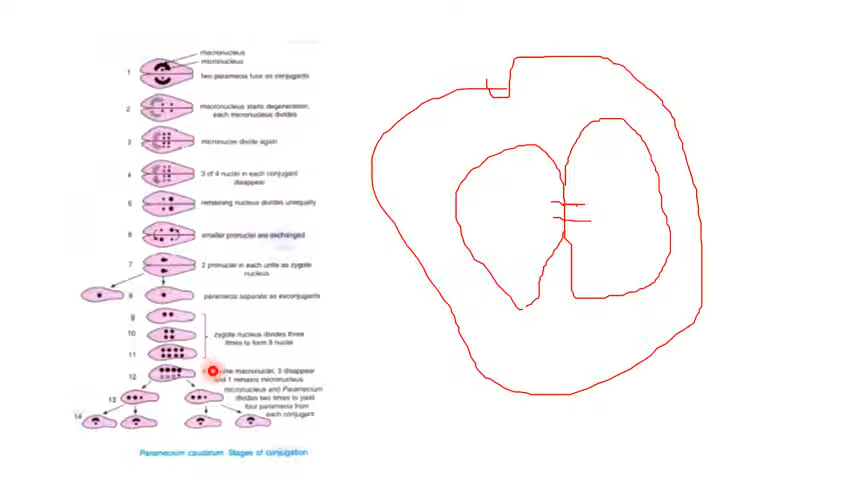 macronucleus
micronucleus
1
two paramecia fuse as conjugants
2
macronucleus starts degeneration,
each micronucleus divides
3
micronuclei divide again
4
3 of 4 nuclei in each conjugant
disappear
5
remaining nucleus divides unequally
6
smaller pronuclei are exchanged
7
2 pronuclei in each unite as zygote
nucleus
8
paramecia separate as exconjugants
9
10
zygote nucleus divides three
times to form 8 nuclei
11
12
macronuclei, 3 disappear
and 1 remains micronucleus
13
micronucleus and Paramecium
divides two times to yield
four paramecia from
each conjugant
14
Paramecium caudatum. Stages of conjugation